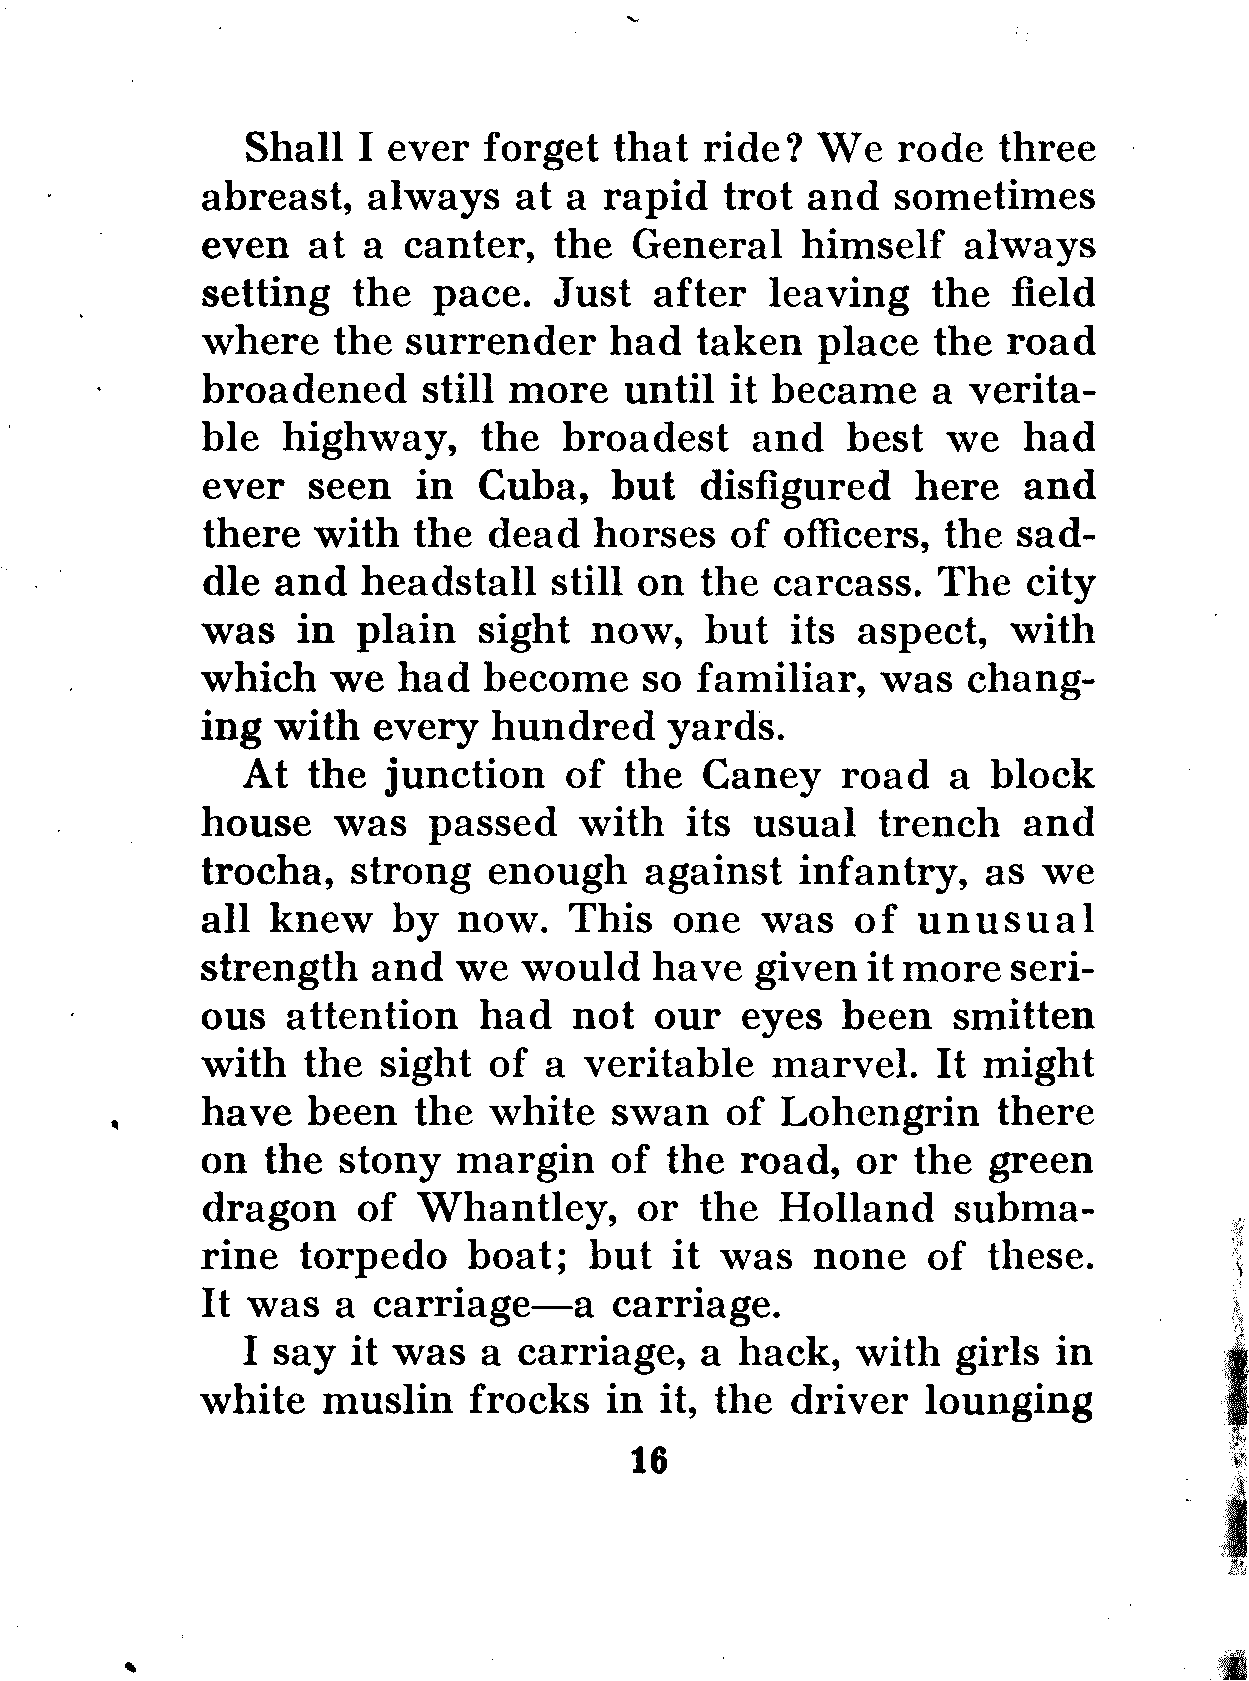 Shall I ever forget that ride? We rode three
abreast, always at a rapid trot and sometimes
even at a canter, the General himself always
setting the pace. Just after leaving the field
where the surrender had taken place the road
broadened still more until it became a verita-
ble highway, the broadest and best we had
ever seen in Cuba, but disfigured here and
there with the dead horses of officers, the sad-
dle and headstall still on the carcass. The city
was in plain sight now, but its aspect, with
which we had become so familiar, was chang-
ing with every hundred yards.
At the junction of the Caney road a block
house was passed with its usual trench and
trocha, strong enough against infantry, as we
all knew by now. This one was of unusual
strength and we would have given it more seri-
ous attention had not our eyes been smitten
with the sight of a veritable marvel. It might
have been the white swan of Lohengrin there
on the stony margin of the road, or the green
dragon of Whantley, or the Holland subma-
rine torpedo boat; but it was none of these.
It was a carriage—a carriage.
I say it was a carriage, a hack, with girls in
white muslin frocks in it, the driver lounging
16